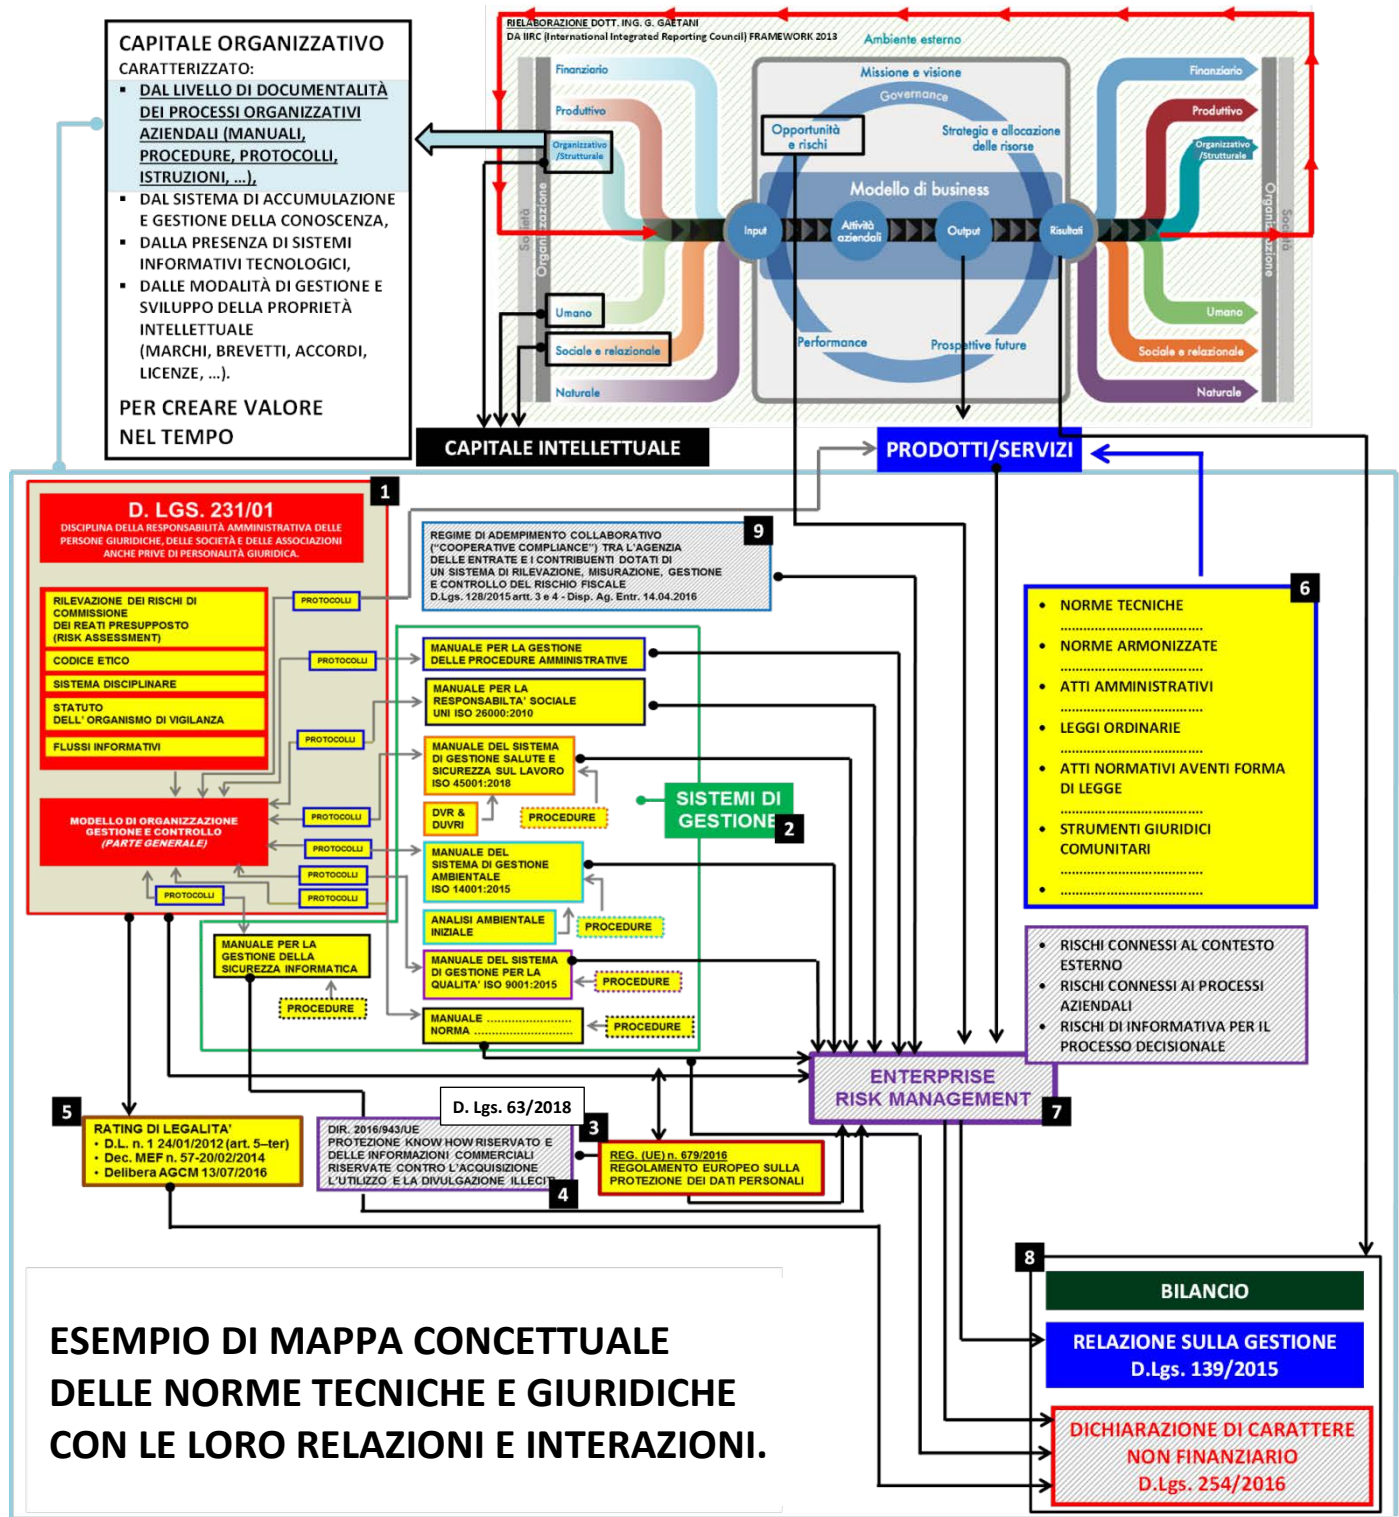 CAPITALE ORGANIZZATIVO
CARATTERIZZATO:
▪ DAL LIVELLO DI DOCUMENTALITÀ
DEI PROCESSI ORGANIZZATIVI
AZIENDALI (MANUALI,
PROCEDURE, PROTOCOLLI,
ISTRUZIONI, ...),
▪ DAL SISTEMA DI ACCUMULAZIONE
E GESTIONE DELLA CONOSCENZA,
▪ DALLA PRESENZA DI SISTEMI
INFORMATIVI TECNOLOGICI,
▪ DALLE MODALITÀ DI GESTIONE E
SVILUPPO DELLA PROPRIETÀ
INTELLETTUALE
(MARCHI, BREVETTI, ACCORDI,
LICENZE, ...).
PER CREARE VALORE
NEL TEMPO
RIELABORAZIONE DOTT. ING. G. GAETANI
DA IIRC (International Integrated Reporting Council) FRAMEWORK 2013
Ambiente esterno
Finanziario
Produttivo
Organizzativo
/Strutturale
Umano
Sociale e relazionale
Naturale
Società
Organizzazione
Missione e visione
Governance
Opportunità
e rischi
Strategia e allocazione
delle risorse
Modello di business
Input
Attività
aziendali
Output
Risultati
Performance
Prospettive future
Finanziario
Produttivo
Organizzativo
/Strutturale
Umano
Sociale e relazionale
Naturale
Organizzazione
Società
CAPITALE INTELLETTUALE
PRODOTTI/SERVIZI
1
D. LGS. 231/01
DISCIPLINA DELLA RESPONSABILITÀ AMMINISTRATIVA DELLE
PERSONE GIURIDICHE, DELLE SOCIETÀ E DELLE ASSOCIAZIONI
ANCHE PRIVE DI PERSONALITÀ GIURIDICA.
RILEVAZIONE DEI RISCHI DI
COMMISSIONE
DEI REATI PRESUPPOSTO
(RISK ASSESSMENT)
CODICE ETICO
SISTEMA DISCIPLINARE
STATUTO
DELL' ORGANISMO DI VIGILANZA
FLUSSI INFORMATIVI
MODELLO DI ORGANIZZAZIONE
GESTIONE E CONTROLLO
(PARTE GENERALE)
PROTOCOLLI
PROTOCOLLI
PROTOCOLLI
PROTOCOLLI
PROTOCOLLI
PROTOCOLLI
PROTOCOLLI
PROTOCOLLI
9
REGIME DI ADEMPIMENTO COLLABORATIVO
("COOPERATIVE COMPLIANCE") TRA L'AGENZIA
DELLE ENTRATE E I CONTRIBUENTI DOTATI DI
UN SISTEMA DI RILEVAZIONE, MISURAZIONE, GESTIONE
E CONTROLLO DEL RISCHIO FISCALE
D.Lgs. 128/2015 artt. 3 e 4 - Disp. Ag. Entr. 14.04.2016
MANUALE PER LA GESTIONE
DELLE PROCEDURE AMMINISTRATIVE
MANUALE PER LA
RESPONSABILTA' SOCIALE
UNI ISO 26000:2010
MANUALE DEL SISTEMA
DI GESTIONE SALUTE E
SICUREZZA SUL LAVORO
ISO 45001:2018
DVR &
DUVRI
PROCEDURE
SISTEMI DI
GESTIONE
2
MANUALE DEL
SISTEMA DI GESTIONE
AMBIENTALE
ISO 14001:2015
ANALISI AMBIENTALE
INIZIALE
PROCEDURE
MANUALE PER LA
GESTIONE DELLA
SICUREZZA INFORMATICA
PROCEDURE
MANUALE DEL SISTEMA
DI GESTIONE PER LA
QUALITA' ISO 9001:2015
PROCEDURE
MANUALE ............................
NORMA ................................
PROCEDURE
6
• NORME TECNICHE
...................................
• NORME ARMONIZZATE
...................................
• ATTI AMMINISTRATIVI
...................................
• LEGGI ORDINARIE
...................................
• ATTI NORMATIVI AVENTI FORMA
DI LEGGE
...................................
• STRUMENTI GIURIDICI
COMUNITARI
...................................
• ...................................
• RISCHI CONNESSI AL CONTESTO
ESTERNO
• RISCHI CONNESSI AI PROCESSI
AZIENDALI
• RISCHI DI INFORMATIVA PER IL
PROCESSO DECISIONALE
ENTERPRISE
RISK MANAGEMENT
7
5
RATING DI LEGALITA'
• D.L. n. 1 24/01/2012 (art. 5–ter)
• Dec. MEF n. 57-20/02/2014
• Delibera AGCM 13/07/2016
D. Lgs. 63/2018
DIR. 2016/943/UE
PROTEZIONE KNOW HOW RISERVATO E
DELLE INFORMAZIONI COMMERCIALI
RISERVATE CONTRO L'ACQUISIZIONE
L'UTILIZZO E LA DIVULGAZIONE ILLECITI
4
3
REG. (UE) n. 679/2016
REGOLAMENTO EUROPEO SULLA
PROTEZIONE DEI DATI PERSONALI
8
BILANCIO
RELAZIONE SULLA GESTIONE
D.Lgs. 139/2015
DICHIARAZIONE DI CARATTERE
NON FINANZIARIO
D.Lgs. 254/2016
ESEMPIO DI MAPPA CONCETTUALE
DELLE NORME TECNICHE E GIURIDICHE
CON LE LORO RELAZIONI E INTERAZIONI.